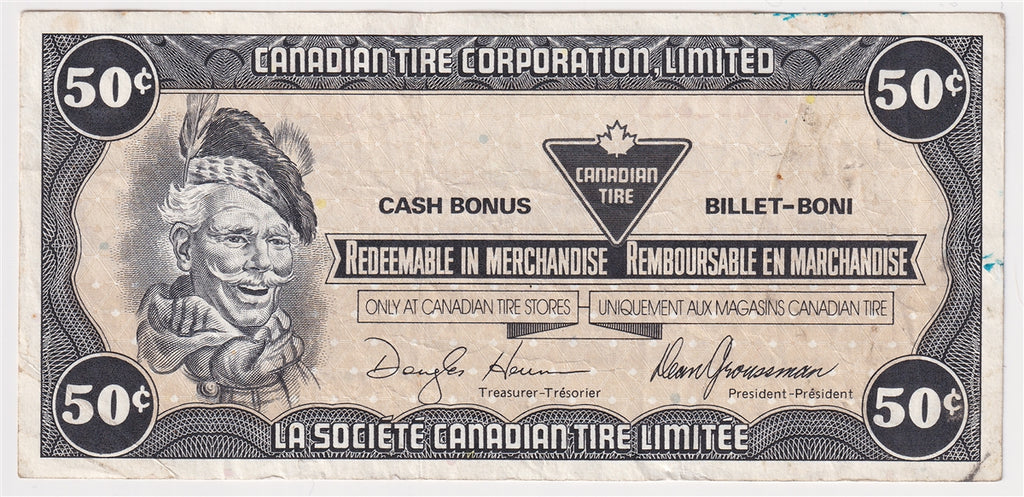 CANADIAN TIRE CORPORATION, LIMITED
50¢ 50¢
CANADIAN
TIRE
CASH BONUS BILLET-BONI
REDEEMABLE IN MERCHANDISE REMBOURSABLE EN MARCHANDISE
ONLY AT CANADIAN TIRE STORES UNIQUEMENT AUX MAGASINS CANADIAN TIRE
Dean Groussman
Treasurer-Trésorier President-Président
50¢ 50¢
LA SOCIÉTÉ CANADIAN TIRE LIMITÉE